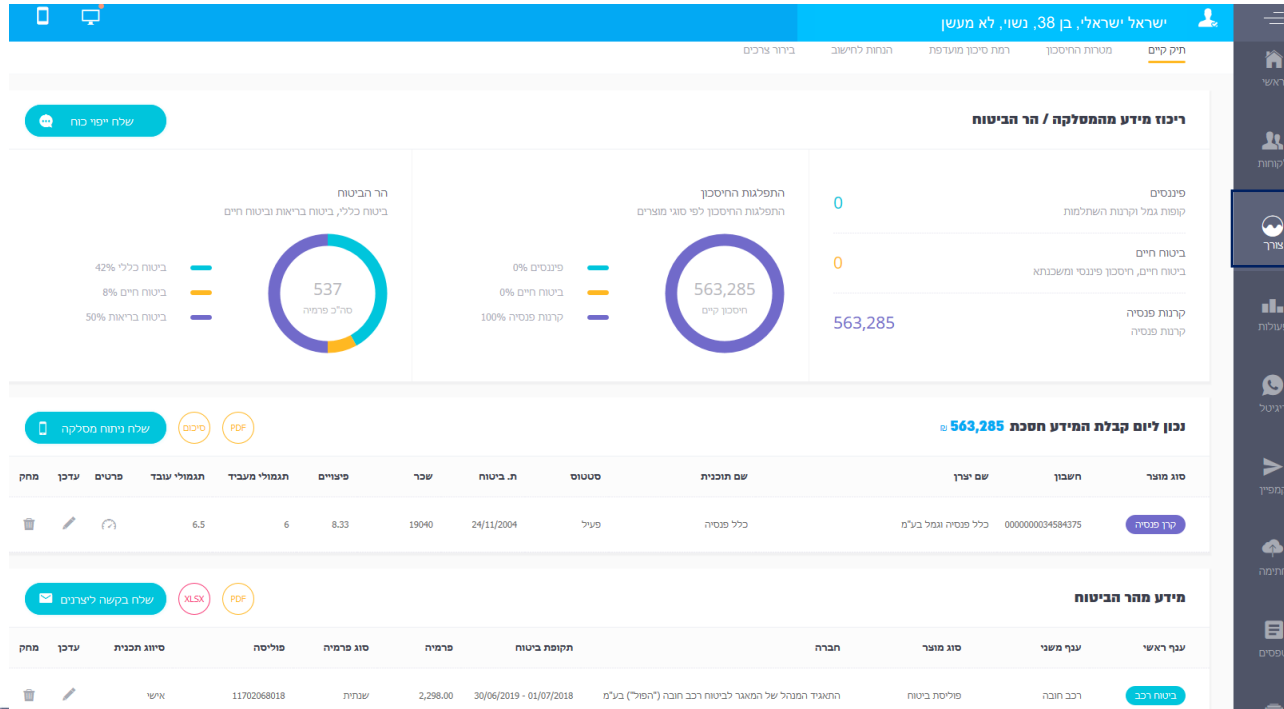 ישראל ישראלי, בן 38, נשוי, לא מעשן
תיק קיים
מטרות החיסכון
רמת סיכון מועדפת
הנחות לחישוב
בירור צרכים
ראשי
לקוחות
צורך
דיגיטל
קמפיין
חתימה
טפסים
ריכוז מידע מהמסלקה / הר הביטוח
שלח ייפוי כוח
פיננסים
קופות גמל וקרנות השתלמות
0
ביטוח חיים
ביטוח חיים, חיסכון פיננסי ומשכנתא
0
קרנות פנסיה
קרנות פנסיה
563,285
התפלגות החיסכון
התפלגות החיסכון לפי סוגי מוצרים
563,285
חיסכון קיים
פיננסים 0%
ביטוח חיים 0%
קרנות פנסיה 100%
הר הביטוח
ביטוח כללי, ביטוח בריאות וביטוח חיים
537
סה"כ פרמיה
ביטוח כללי 42%
ביטוח חיים 8%
ביטוח בריאות 50%
נכון ליום קבלת המידע חסכת 563,285 ₪
PDF
סיכום
שלח ניתוח מסלקה
סוג מוצר חשבון שם יצרן שם תוכנית סטטוס ת. ביטוח שכר פיצויים תגמולי מעביד תגמולי עובד פרטים עדכן מחק
קרן פנסיה 0000000034584375 כלל פנסיה וגמל בע"מ כלל פנסיה פעיל 24/11/2004 19040 8.33 6 6.5
מידע מהר הביטוח
PDF
XLSX
שלח בקשה ליצרנים
ענף ראשי ענף משני סוג מוצר חברה תקופת ביטוח פרמיה סוג פרמיה פוליסה סיווג תכנית עדכן מחק
ביטוח רכב רכב חובה פוליסת ביטוח התאגיד המנהל של המאגר לביטוח רכב חובה ("הפול") בע"מ 01/07/2018 - 30/06/2019 2,298.00 שנתית 11702068018 אישי